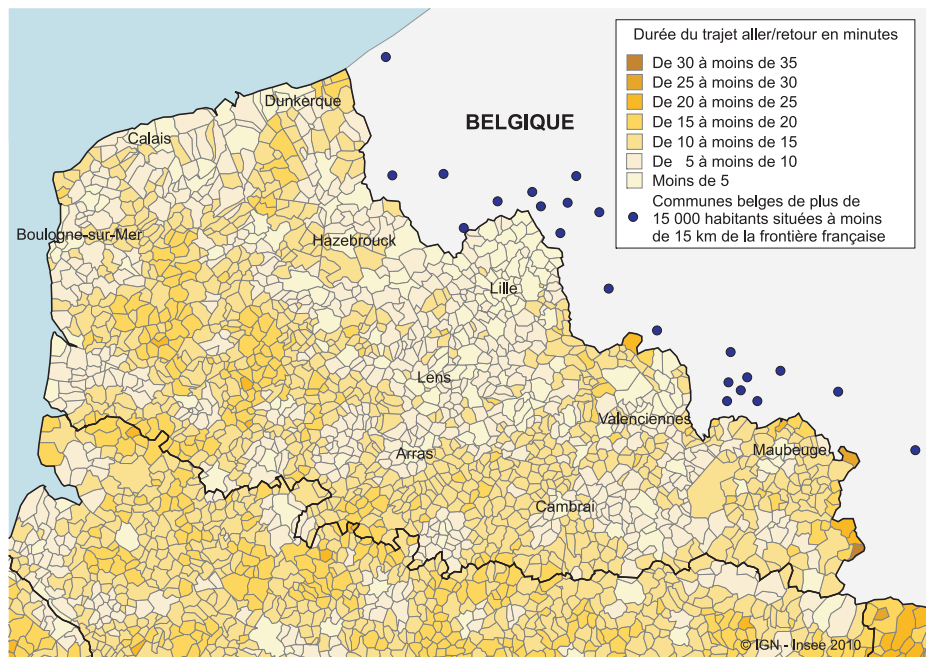 Durée du trajet aller/retour en minutes
De 30 à moins de 35
De 25 à moins de 30
De 20 à moins de 25
De 15 à moins de 20
De 10 à moins de 15
De 5 à moins de 10
Moins de 5
Communes belges de plus de
15 000 habitants situées à moins
de 15 km de la frontière française
BELGIQUE
Dunkerque
Calais
Boulogne-sur-Mer
Hazebrouck
Lille
Lens
Valenciennes
Arras
Maubeuge
Cambrai
© IGN - Insee 2010